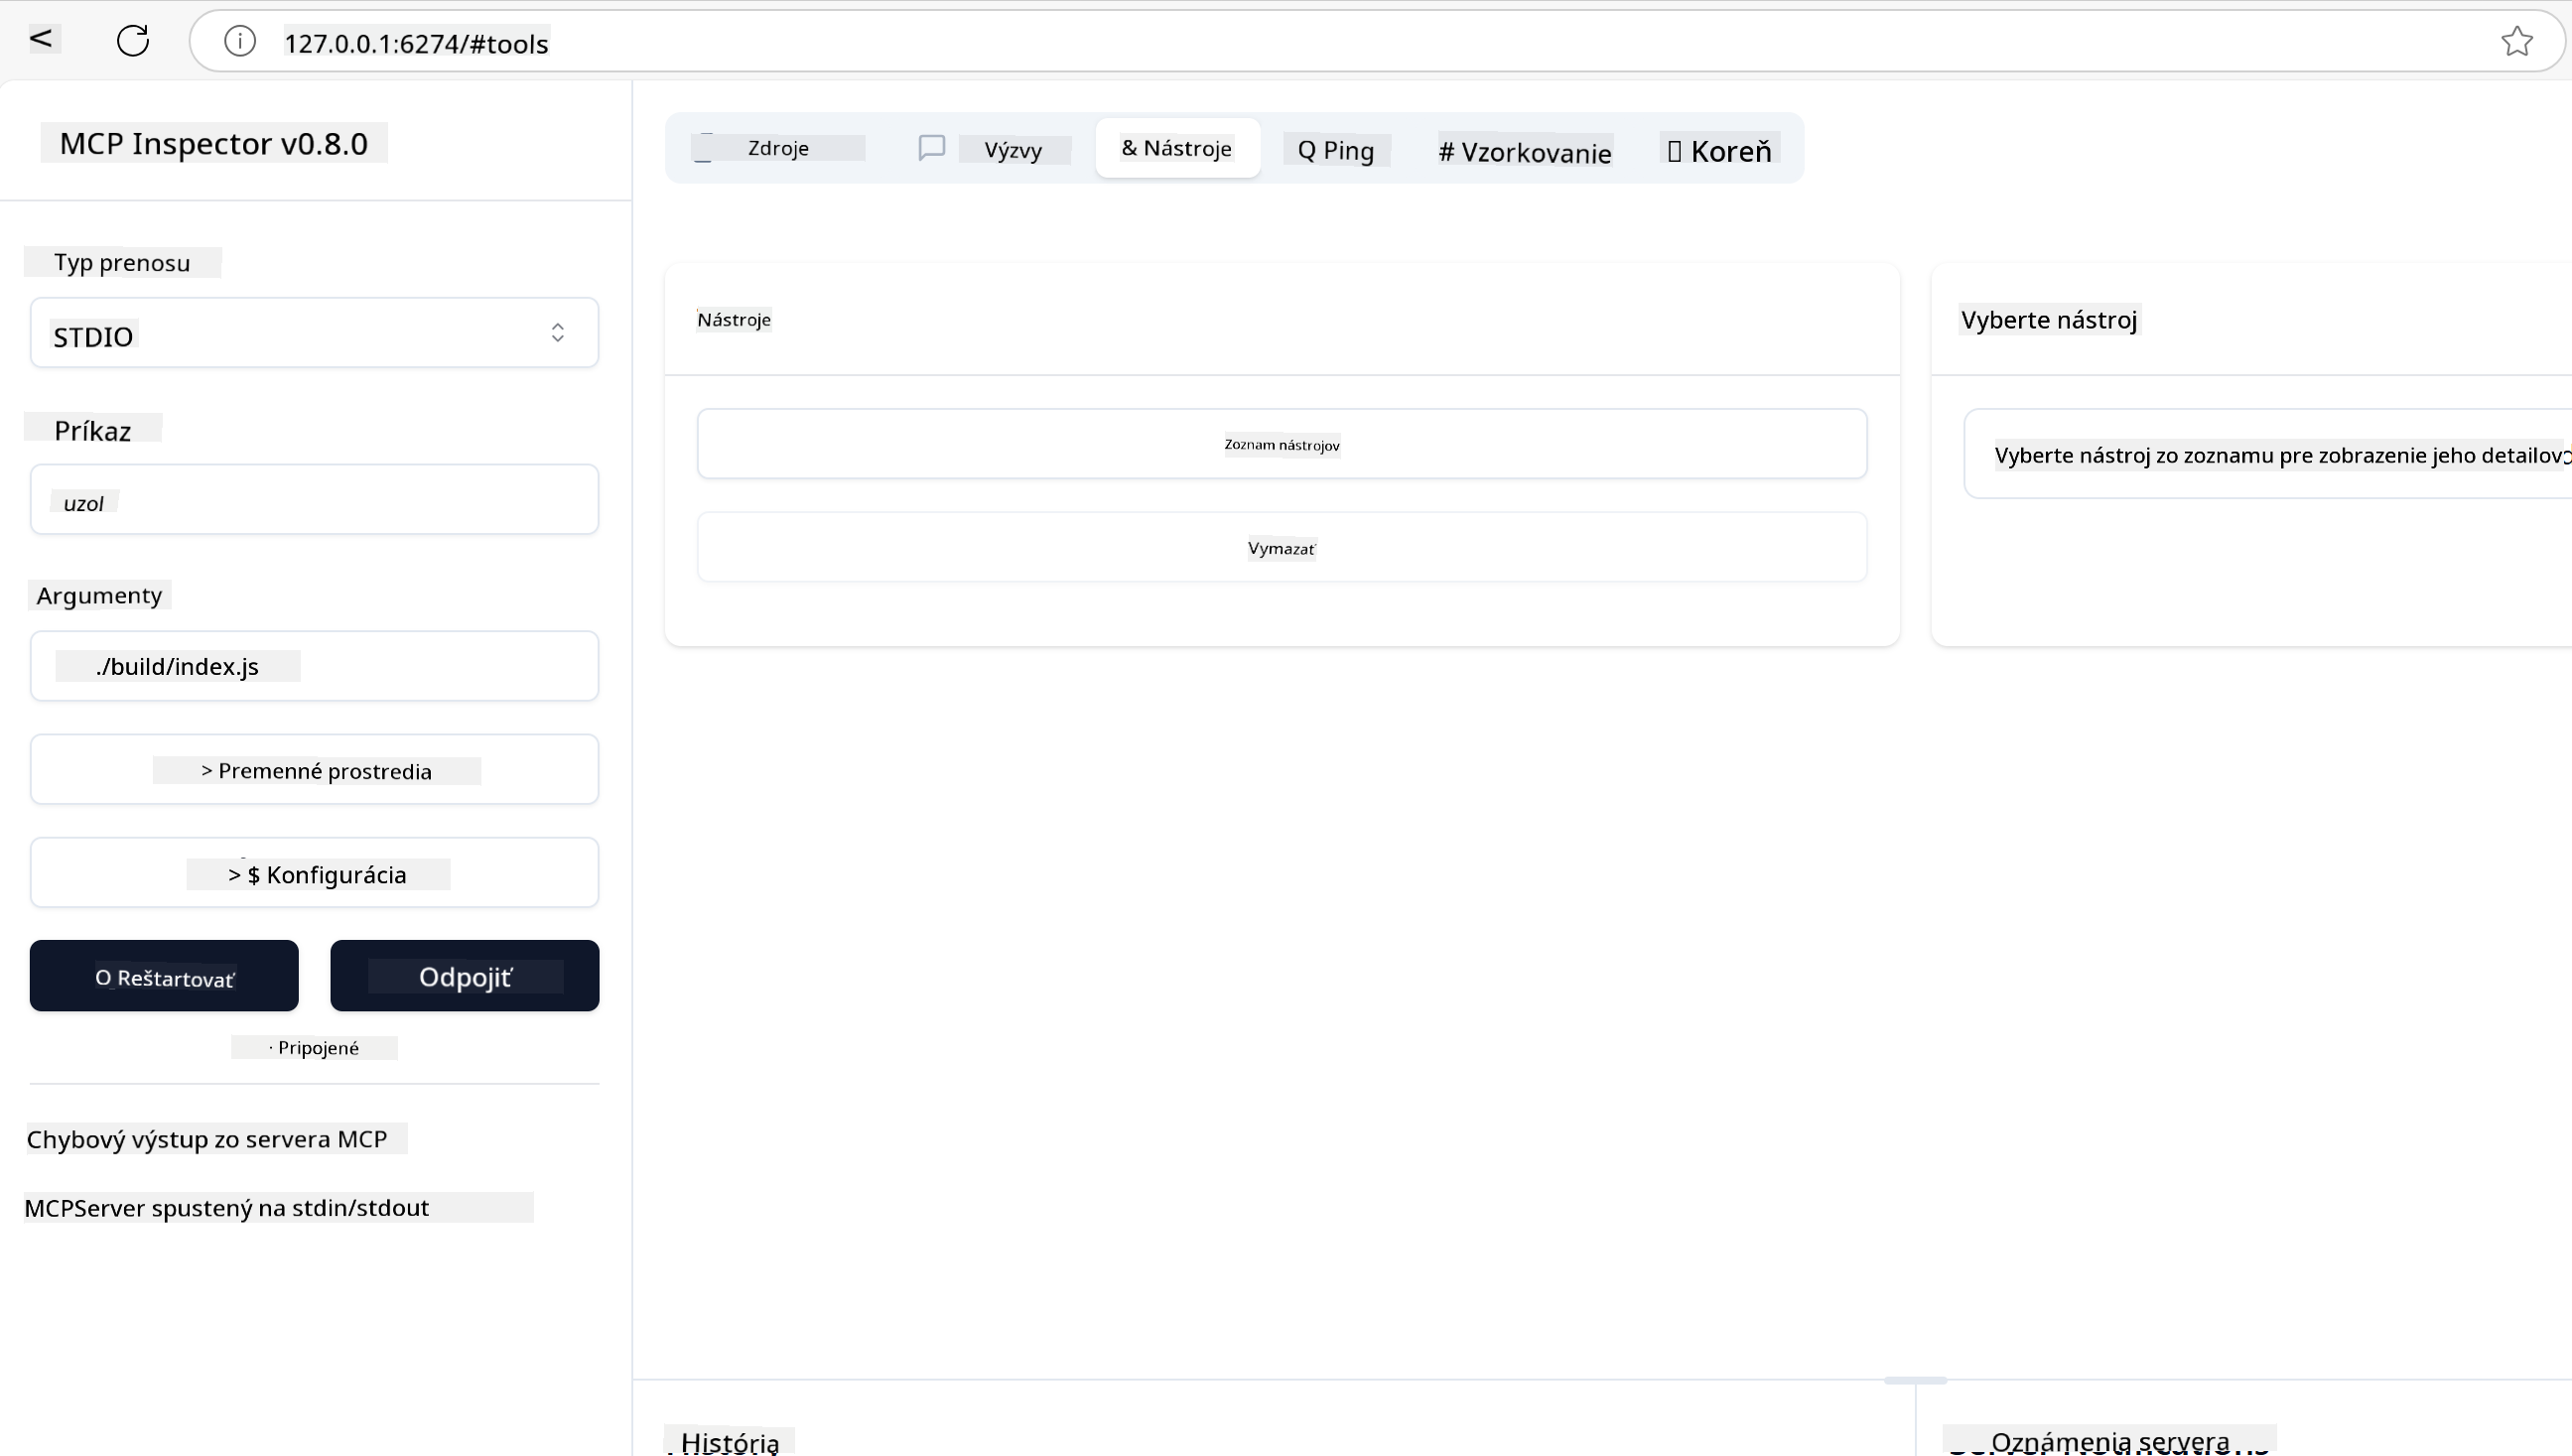 <
127.0.0.1:6274/#tools
MCP Inspector v0.8.0
Typ prenosu
STDIO
Príkaz
uzol
Argumenty
./build/index.js
> Premenné prostredia
> $ Konfigurácia
O Reštartovať
Odpojiť
· Pripojené
Chybový výstup zo servera MCP
MCPServer spustený na stdin/stdout
Zdroje
Výzvy
& Nástroje
Q Ping
# Vzorkovanie
Koreň
Nástroje
Zoznam nástrojov
Vymazať
Vyberte nástroj
Vyberte nástroj zo zoznamu pre zobrazenie jeho detailov
História
Oznámenia servera